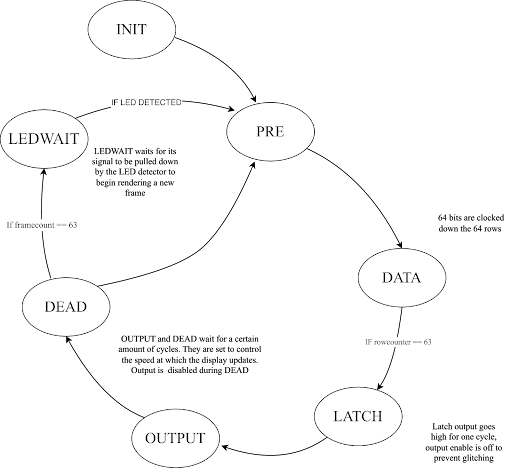 INIT
IF LED DETECTED
LEDWAIT
PRE
LEDWAIT waits for its
signal to be pulled down
by the LED detector to
begin rendering a new
frame
If framecount == 63
64 bits are clocked
down the 64 rows
DATA
DEAD
OUTPUT and DEAD wait for a certain
amount of cycles. They are set to control
the speed at which the display updates.
Output is disabled during DEAD
IF rowcounter == 63
LATCH
OUTPUT
Latch output goes
high for one cycle,
output enable is off to
prevent glitching